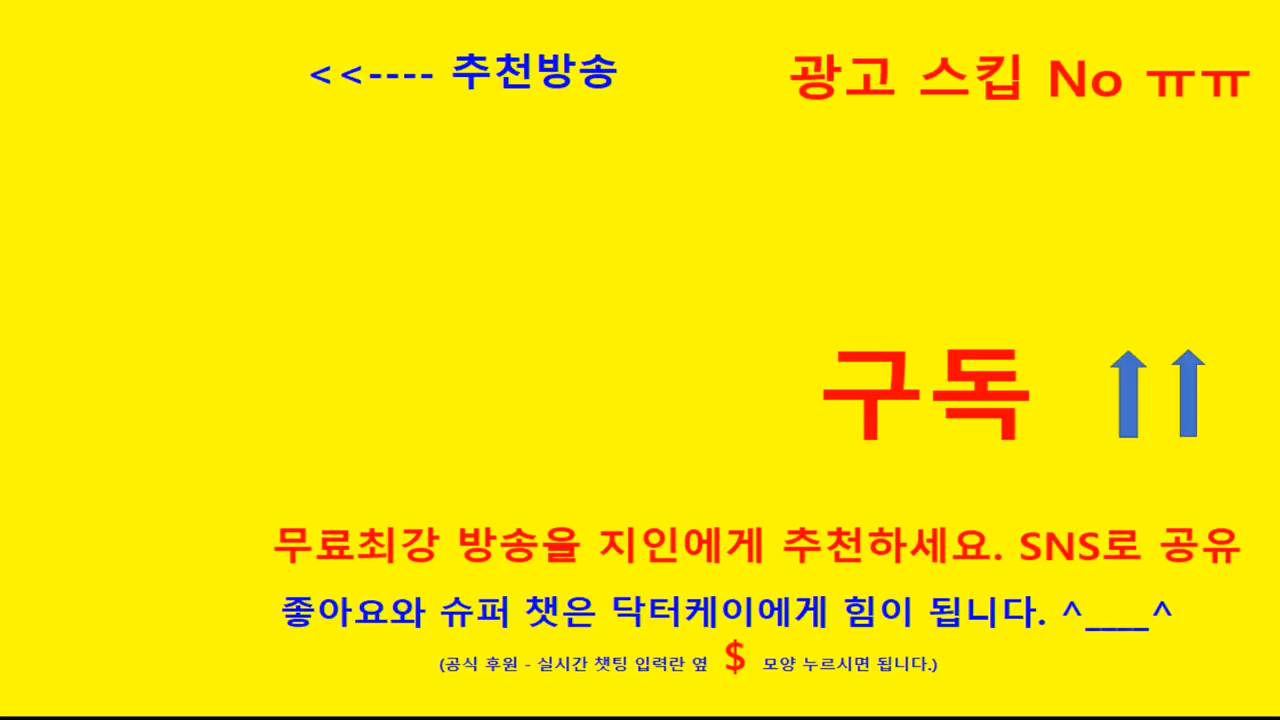 <<---- 추천방송
광고 스킵 No ㅠㅠ
구독
무료최강 방송을 지인에게 추천하세요. SNS로 공유
좋아요와 슈퍼 챗은 닥터케이에게 힘이 됩니다. ^____^
(공식 후원 - 실시간 챗팅 입력란 옆 $ 모양 누르시면 됩니다.)